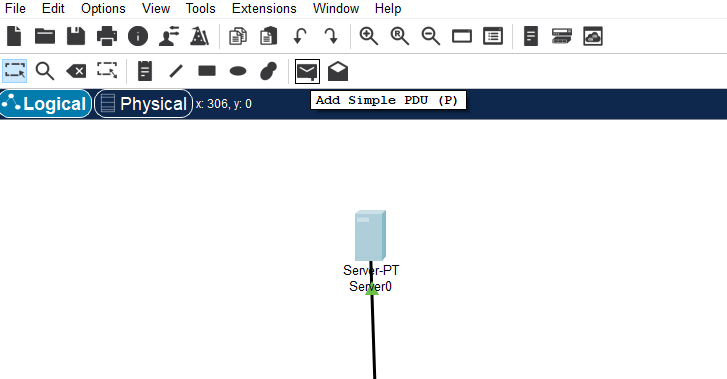 File Edit Options View Tools Extensions Window Help
Logical Physical x: 306, y: 0
Add Simple PDU (P)
Server-PT
Server0